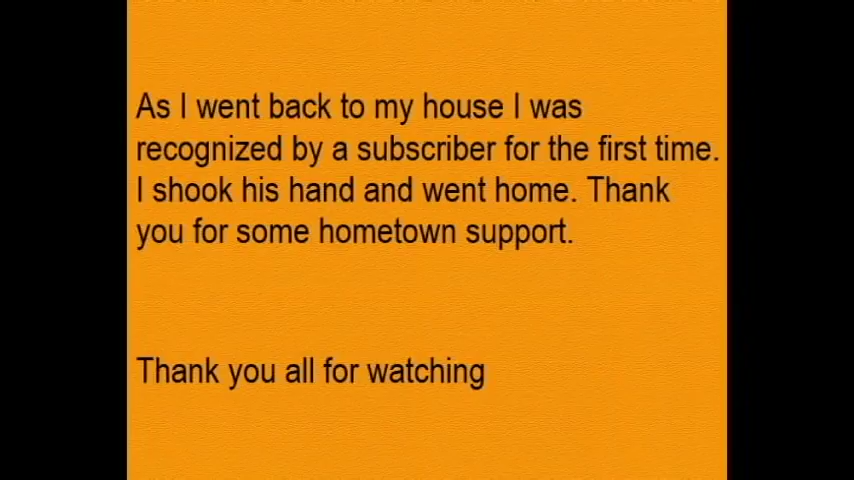 As I went back to my house I was
recognized by a subscriber for the first time.
I shook his hand and went home. Thank
you for some hometown support.
Thank you all for watching